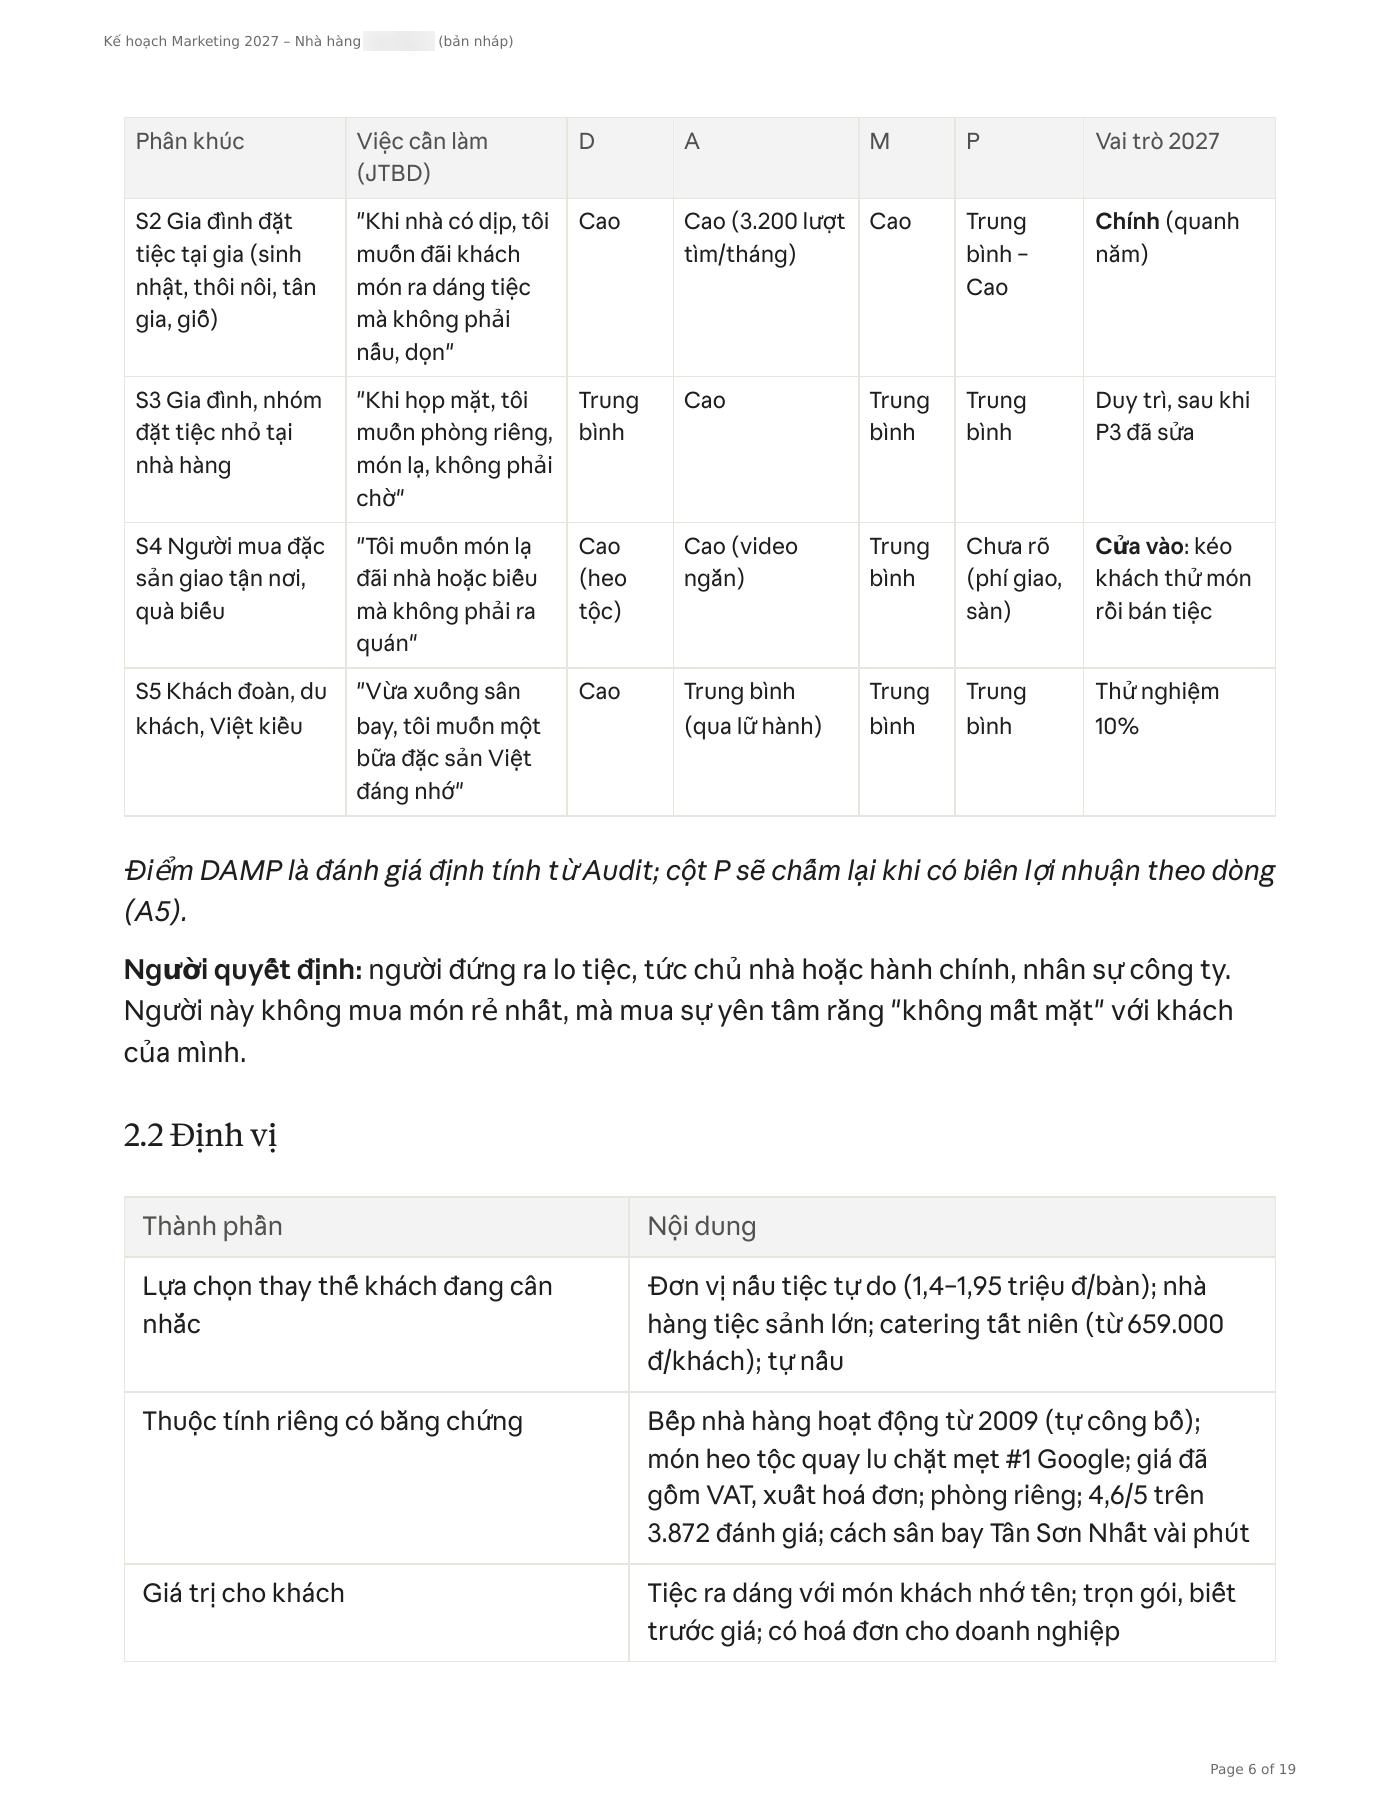 Kế hoạch Marketing 2027 – Nhà hàng (bản nháp)
Phân khúc
Việc cần làm
(JTBD)
D
A
M
P
Vai trò 2027
S2 Gia đình đặt
tiệc tại gia (sinh
nhật, thôi nôi, tân
gia, giỗ)
"Khi nhà có dịp, tôi
muốn đãi khách
món ra dáng tiệc
mà không phải
nấu, dọn"
Cao
Cao (3.200 lượt
tìm/tháng)
Cao
Trung
bình –
Cao
Chính (quanh
năm)
S3 Gia đình, nhóm
đặt tiệc nhỏ tại
nhà hàng
"Khi họp mặt, tôi
muốn phòng riêng,
món lạ, không phải
chờ"
Trung
bình
Cao
Trung
bình
Trung
bình
Duy trì, sau khi
P3 đã sửa
S4 Người mua đặc
sản giao tận nơi,
quà biếu
"Tôi muốn món lạ
đãi nhà hoặc biếu
mà không phải ra
quán"
Cao
(heo
tộc)
Cao (video
ngắn)
Trung
bình
Chưa rõ
(phí giao,
sàn)
Cửa vào: kéo
khách thử món
rồi bán tiệc
S5 Khách đoàn, du
khách, Việt kiều
"Vừa xuống sân
bay, tôi muốn một
bữa đặc sản Việt
đáng nhớ"
Cao
Trung bình
(qua lữ hành)
Trung
bình
Trung
bình
Thử nghiệm
10%
Điểm DAMP là đánh giá định tính từ Audit; cột P sẽ chấm lại khi có biên lợi nhuận theo dòng
(A5).
Người quyết định: người đứng ra lo tiệc, tức chủ nhà hoặc hành chính, nhân sự công ty.
Người này không mua món rẻ nhất, mà mua sự yên tâm rằng "không mất mặt" với khách
của mình.
2.2 Định vị
Thành phần
Nội dung
Lựa chọn thay thế khách đang cân
nhắc
Đơn vị nấu tiệc tự do (1,4–1,95 triệu đ/bàn); nhà
hàng tiệc sảnh lớn; catering tất niên (từ 659.000
đ/khách); tự nấu
Thuộc tính riêng có bằng chứng
Bếp nhà hàng hoạt động từ 2009 (tự công bố);
món heo tộc quay lu chặt mẹt #1 Google; giá đã
gồm VAT, xuất hoá đơn; phòng riêng; 4,6/5 trên
3.872 đánh giá; cách sân bay Tân Sơn Nhất vài phút
Giá trị cho khách
Tiệc ra dáng với món khách nhớ tên; trọn gói, biết
trước giá; có hoá đơn cho doanh nghiệp
Page 6 of 19